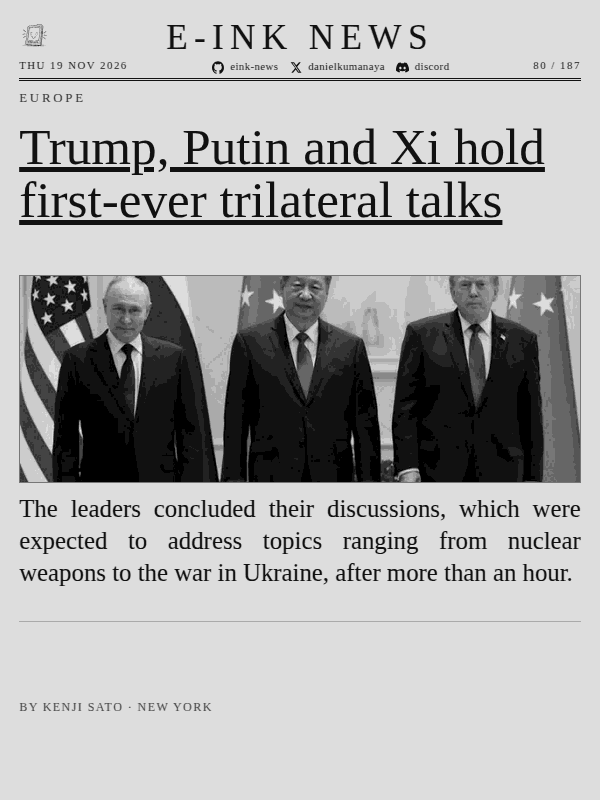 E-INK NEWS
THU 19 NOV 2026
eink-news
danielkumanaya
discord
80 / 187
EUROPE
Trump, Putin and Xi hold
first-ever trilateral talks
The leaders concluded their discussions, which were
expected to address topics ranging from nuclear
weapons to the war in Ukraine, after more than an hour.
BY KENJI SATO · NEW YORK